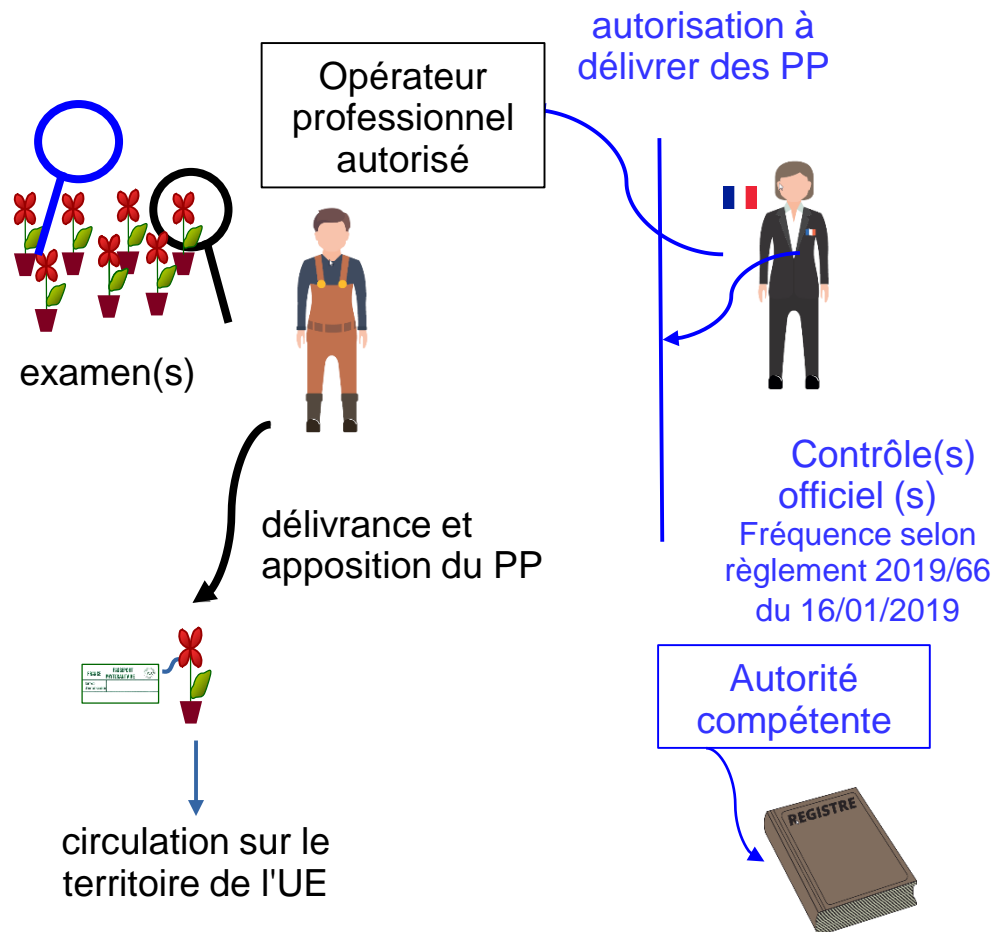 autorisation à
délivrer des PP
Opérateur
professionnel
autorisé
examen(s)
Contrôle(s)
officiel (s)
Fréquence selon
règlement 2019/66
du 16/01/2019
délivrance et
apposition du PP
Autorité
compétente
REGISTRE
circulation sur le
territoire de l'UE